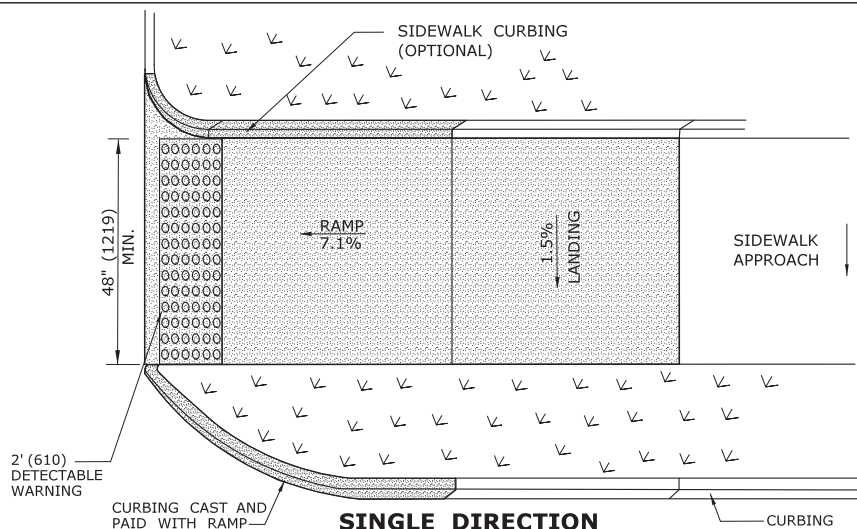 SIDEWALK CURBING
(OPTIONAL)
48" (1219)
MIN.
RAMP
7.1%
1.5%
LANDING
SIDEWALK
APPROACH
2' (610)
DETECTABLE
WARNING
CURBING CAST AND
PAID WITH RAMP
SINGLE DIRECTION
CURBING